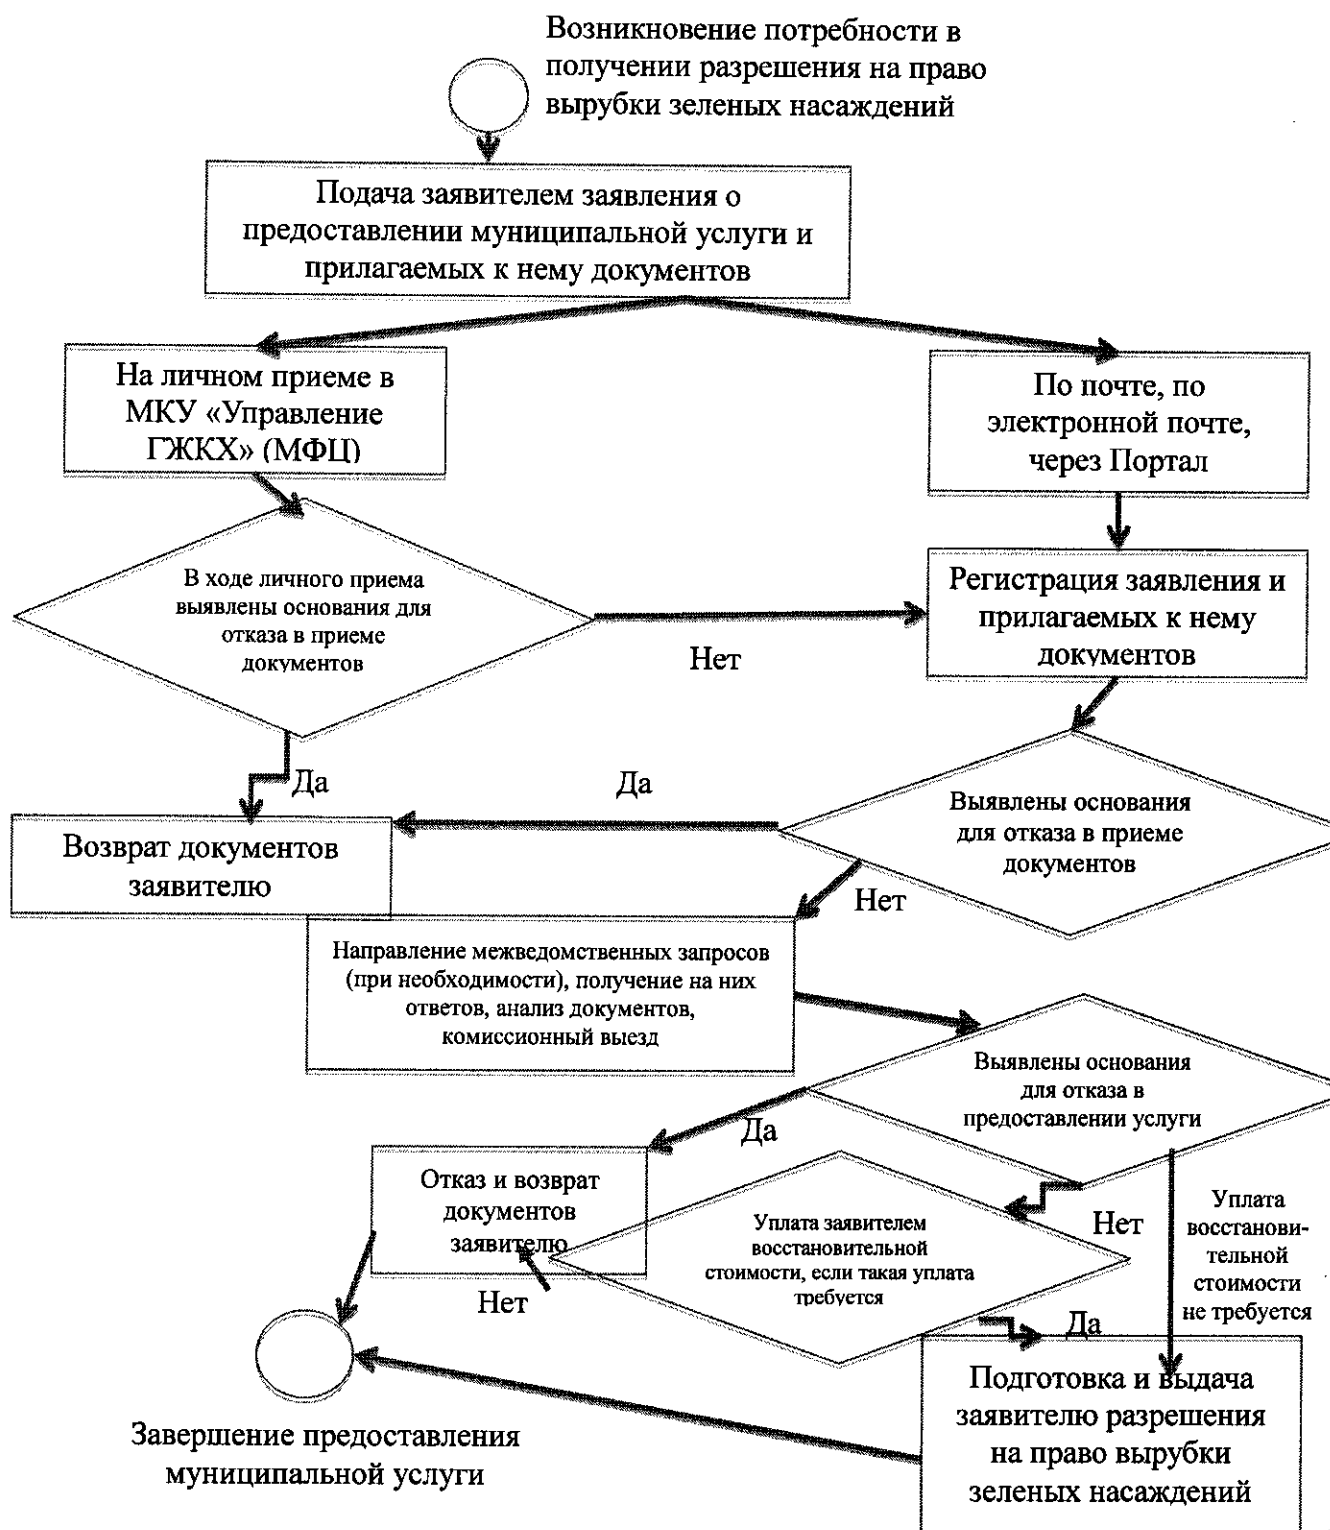 Возникновение потребности в
получении разрешения на право
вырубки зеленых насаждений
Подача заявителем заявления о
предоставлении муниципальной услуги и
прилагаемых к нему документов
На личном приеме в
МКУ «Управление
ГЖКХ» (МФЦ)
По почте, по
электронной почте,
через Портал
В ходе личного приема
выявлены основания для
отказа в приеме
документов
Нет
Регистрация заявления и
прилагаемых к нему
документов
Да
Да
Выявлены основания
для отказа в приеме
документов
Возврат документов
заявителю
Нет
Направление межведомственных запросов
(при необходимости), получение на них
ответов, анализ документов,
комиссионный выезд
Выявлены основания
для отказа в
предоставлении услуги
Да
Отказ и возврат
документов
заявителю
Нет
Уплата
восстанови-
тельной
стоимости
не требуется
Уплата заявителем
восстановительной
стоимости, если такая уплата
требуется
Нет
Да
Подготовка и выдача
заявителю разрешения
на право вырубки
зеленых насаждений
Завершение предоставления
муниципальной услуги